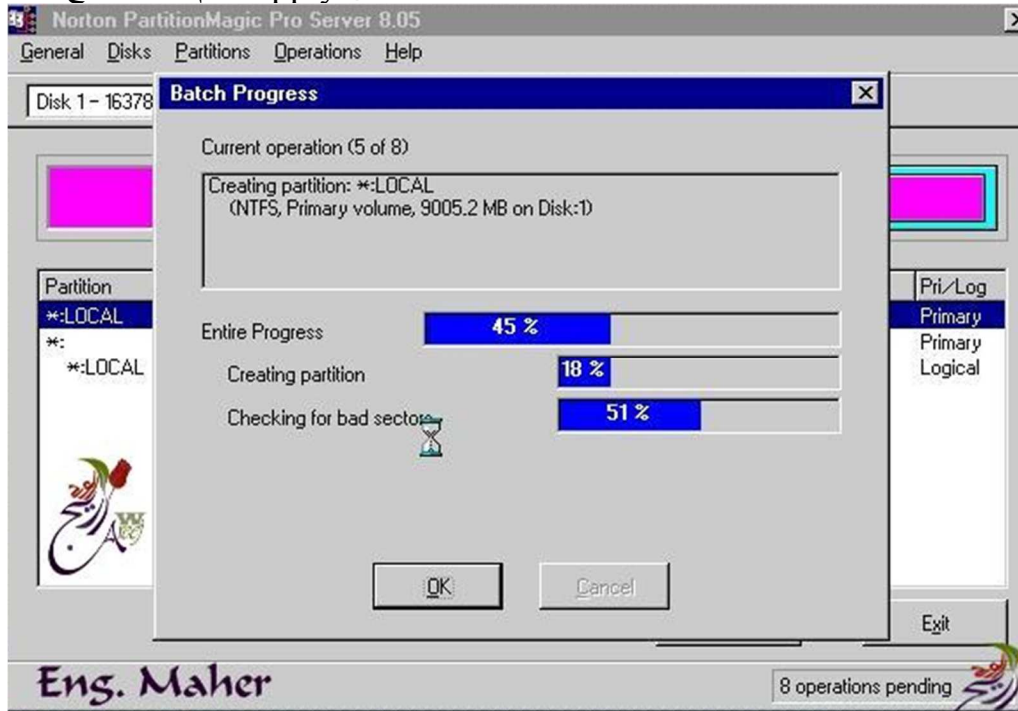 Norton PartitionMagic Pro Server 8.05
General Disks Partitions Operations Help
Disk 1 - 16378
Batch Progress
Current operation (5 of 8)
Creating partition: *:LOCAL
(NTFS, Primary volume, 9005.2 MB on Disk:1)
Partition Pri/Log
*:LOCAL Primary
*: Primary
*:LOCAL Logical
Entire Progress 45 %
Creating partition 18 %
Checking for bad sectors 51 %
OK Cancel
Exit
Eng. Maher
8 operations pending